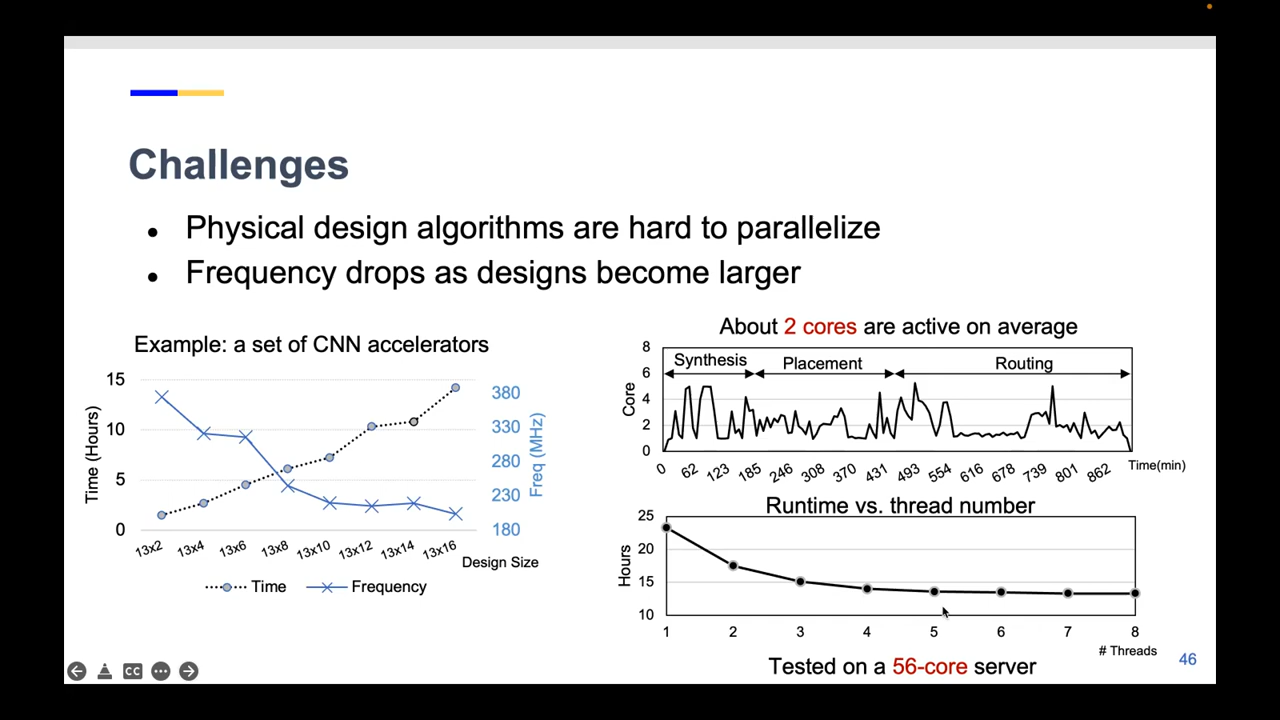 Challenges
● Physical design algorithms are hard to parallelize
● Frequency drops as designs become larger
Example: a set of CNN accelerators
15
10
5
0
Time (Hours)
380
330
280
230
180
Freq (MHz)
13x2 13x4 13x6 13x8 13x10 13x12 13x14 13x16
Design Size
Time Frequency
About 2 cores are active on average
8
6
4
2
0
Core
Synthesis Placement Routing
0 62 123 185 246 308 370 431 493 554 616 678 739 801 862
Time(min)
Runtime vs. thread number
25
20
15
10
Hours
1 2 3 4 5 6 7 8
# Threads
Tested on a 56-core server
46
CC